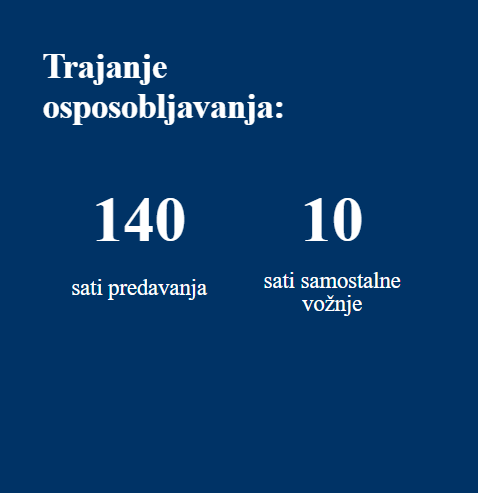 Trajanje
osposobljavanja:
140
sati predavanja
10
sati samostalne
vožnje